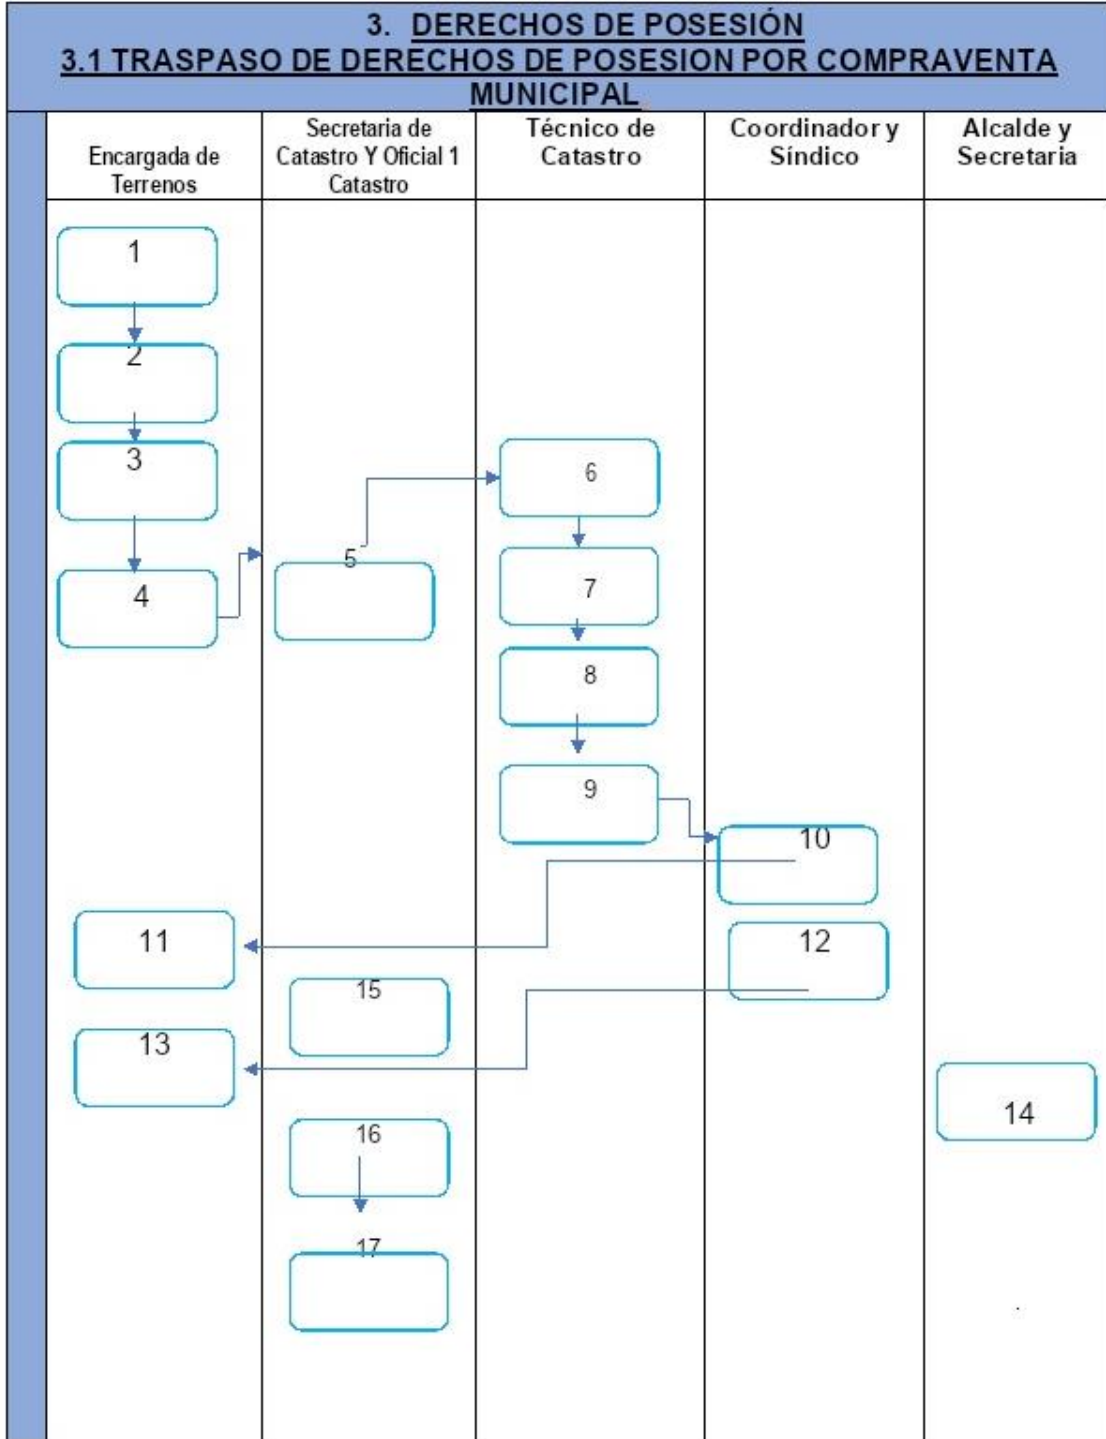 3. DERECHOS DE POSESIÓN
3.1 TRASPASO DE DERECHOS DE POSESION POR COMPRAVENTA
MUNICIPAL
Encargada de
Terrenos
Secretaria de
Catastro Y Oficial 1
Catastro
Técnico de
Catastro
Coordinador y
Síndico
Alcalde y
Secretaria
1
2
3
4
5
6
7
8
9
10
11
12
13
14
15
16
17